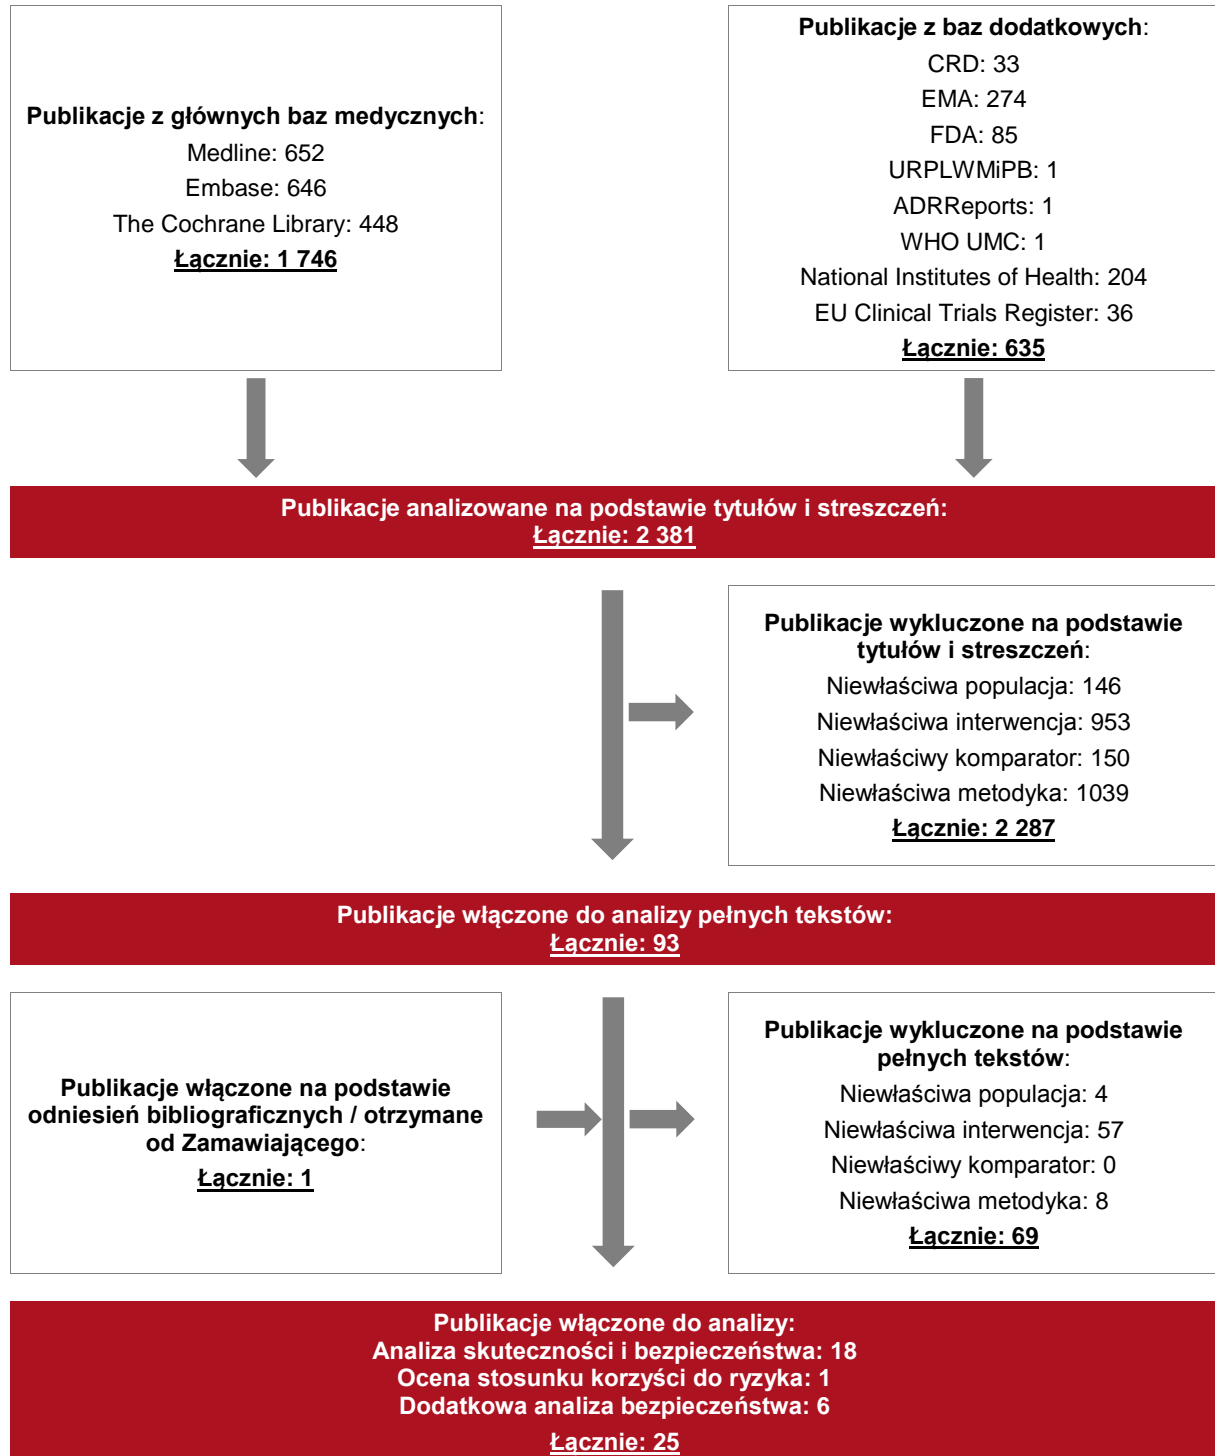 Publikacje z głównych baz medycznych:
Medline: 652
Embase: 646
The Cochrane Library: 448
Łącznie: 1 746
Publikacje z baz dodatkowych:
CRD: 33
EMA: 274
FDA: 85
URPLWMiPB: 1
ADRReports: 1
WHO UMC: 1
National Institutes of Health: 204
EU Clinical Trials Register: 36
Łącznie: 635
Publikacje analizowane na podstawie tytułów i streszczeń:
Łącznie: 2 381
Publikacje wykluczone na podstawie
tytułów i streszczeń:
Niewłaściwa populacja: 146
Niewłaściwa interwencja: 953
Niewłaściwy komparator: 150
Niewłaściwa metodyka: 1039
Łącznie: 2 287
Publikacje włączone do analizy pełnych tekstów:
Łącznie: 93
Publikacje włączone na podstawie
odniesień bibliograficznych / otrzymane
od Zamawiającego:
Łącznie: 1
Publikacje wykluczone na podstawie
pełnych tekstów:
Niewłaściwa populacja: 4
Niewłaściwa interwencja: 57
Niewłaściwy komparator: 0
Niewłaściwa metodyka: 8
Łącznie: 69
Publikacje włączone do analizy:
Analiza skuteczności i bezpieczeństwa: 18
Ocena stosunku korzyści do ryzyka: 1
Dodatkowa analiza bezpieczeństwa: 6
Łącznie: 25